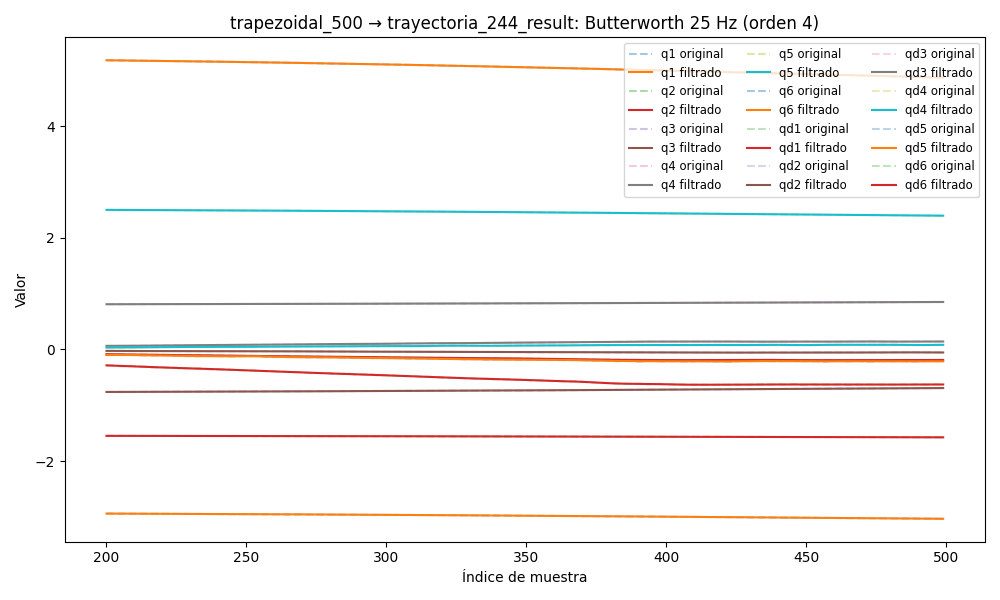 trapezoidal_500 → trayectoria_244_result: Butterworth 25 Hz (orden 4)
q1 original
q1 filtrado
q2 original
q2 filtrado
q3 original
q3 filtrado
q4 original
q4 filtrado
q5 original
q5 filtrado
q6 original
q6 filtrado
qd1 original
qd1 filtrado
qd2 original
qd2 filtrado
qd3 original
qd3 filtrado
qd4 original
qd4 filtrado
qd5 original
qd5 filtrado
qd6 original
qd6 filtrado
Valor
4
2
0
−2
200 250 300 350 400 450 500
Índice de muestra